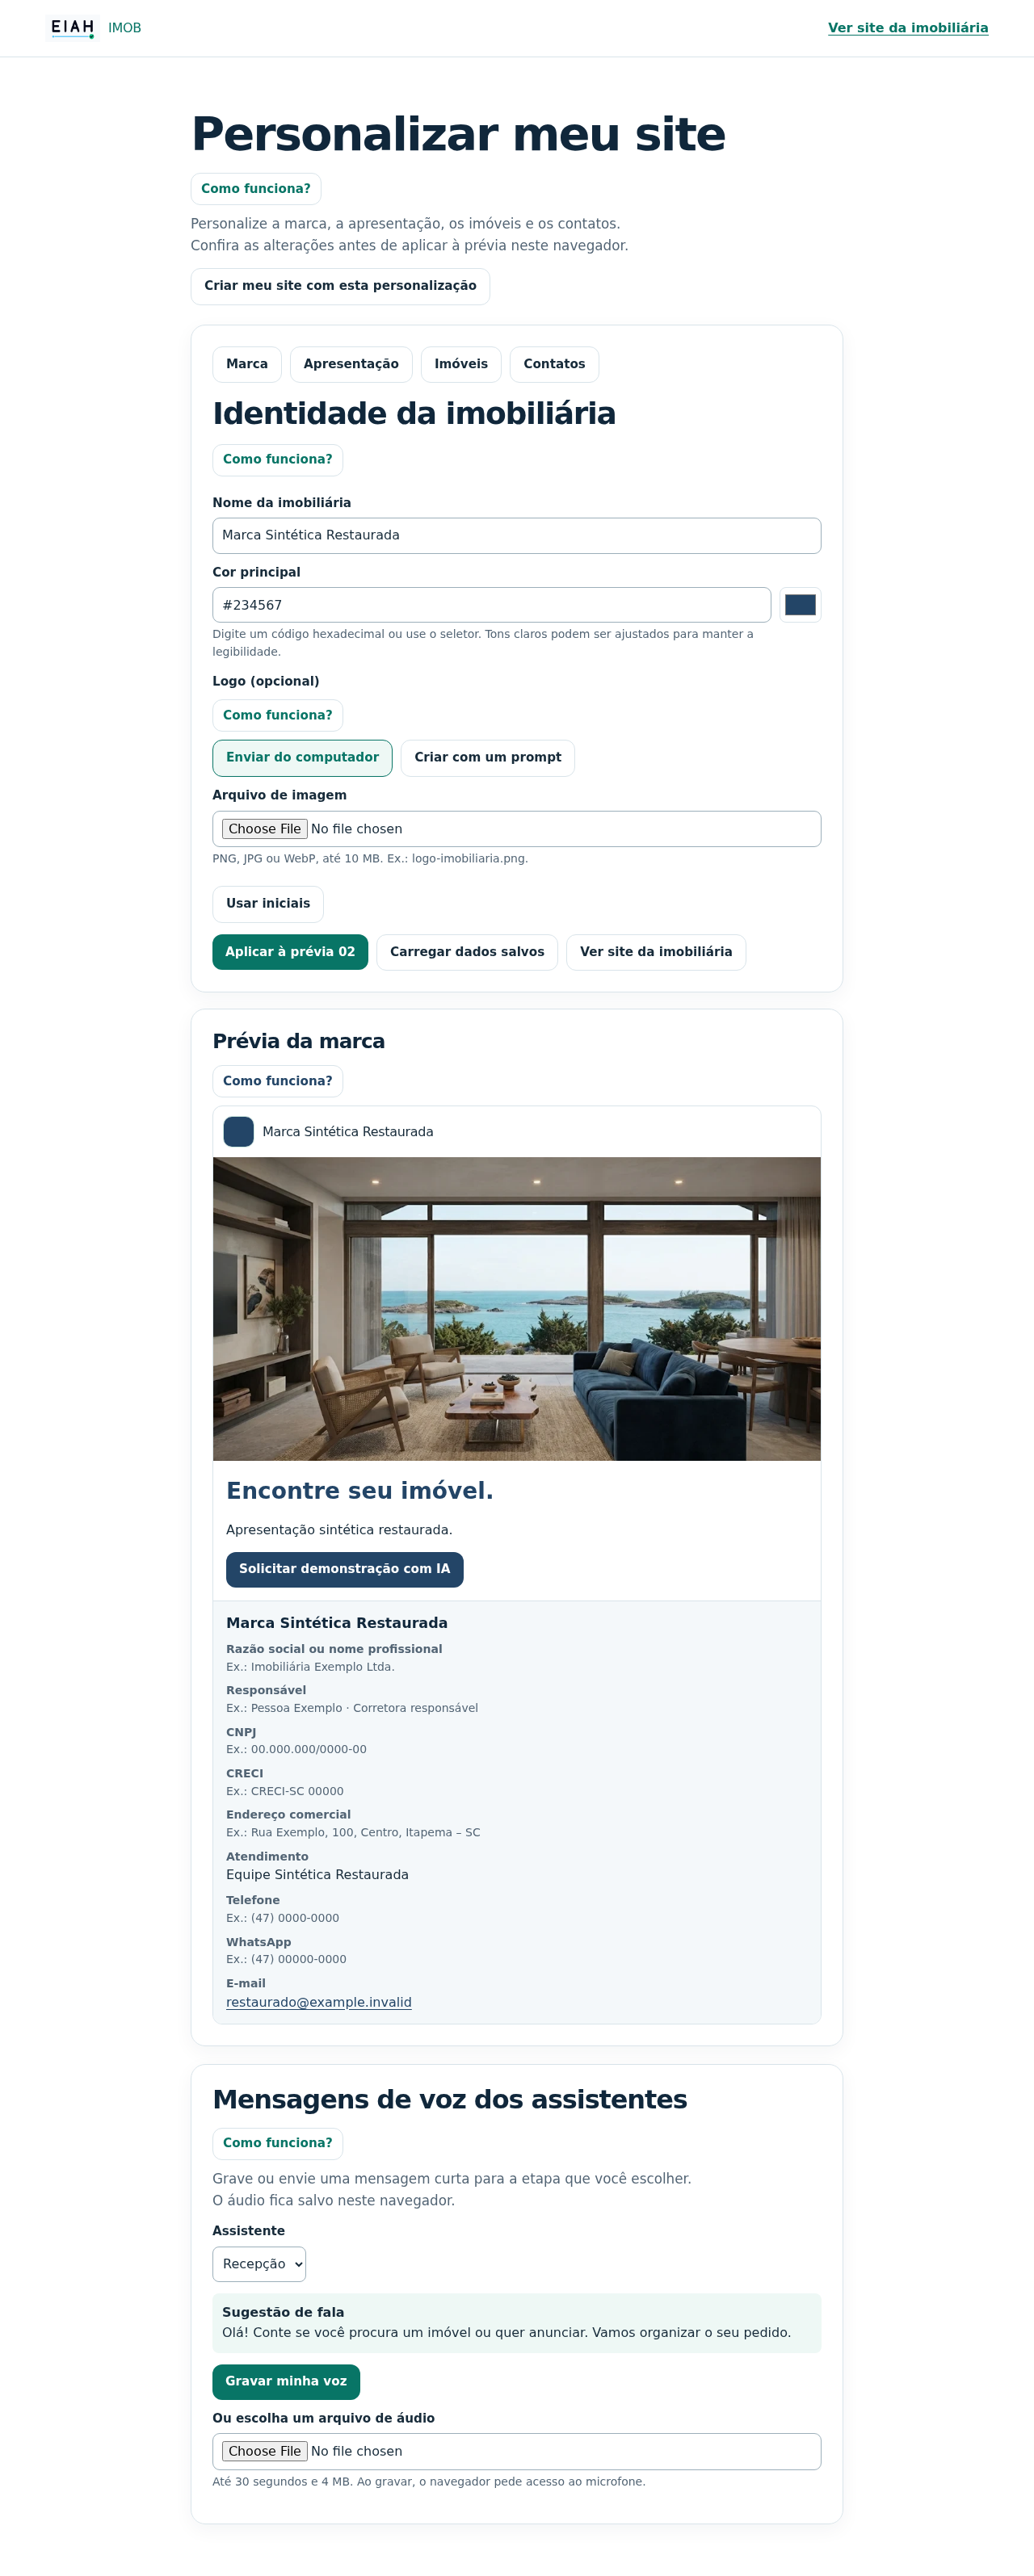 EIAH IMOB
Ver site da imobiliária
Personalizar meu site
Como funciona?
Personalize a marca, a apresentação, os imóveis e os contatos.
Confira as alterações antes de aplicar à prévia neste navegador.
Criar meu site com esta personalização
Marca Apresentação Imóveis Contatos
Identidade da imobiliária
Como funciona?
Nome da imobiliária
Marca Sintética Restaurada
Cor principal
#234567
Digite um código hexadecimal ou use o seletor. Tons claros podem ser ajustados para manter a
legibilidade.
Logo (opcional)
Como funciona?
Enviar do computador Criar com um prompt
Arquivo de imagem
Choose File No file chosen
PNG, JPG ou WebP, até 10 MB. Ex.: logo-imobiliaria.png.
Usar iniciais
Aplicar à prévia 02 Carregar dados salvos Ver site da imobiliária
Prévia da marca
Como funciona?
Marca Sintética Restaurada
Encontre seu imóvel.
Apresentação sintética restaurada.
Solicitar demonstração com IA
Marca Sintética Restaurada
Razão social ou nome profissional
Ex.: Imobiliária Exemplo Ltda.
Responsável
Ex.: Pessoa Exemplo · Corretora responsável
CNPJ
Ex.: 00.000.000/0000-00
CRECI
Ex.: CRECI-SC 00000
Endereço comercial
Ex.: Rua Exemplo, 100, Centro, Itapema – SC
Atendimento
Equipe Sintética Restaurada
Telefone
Ex.: (47) 0000-0000
WhatsApp
Ex.: (47) 00000-0000
E-mail
restaurado@example.invalid
Mensagens de voz dos assistentes
Como funciona?
Grave ou envie uma mensagem curta para a etapa que você escolher.
O áudio fica salvo neste navegador.
Assistente
Recepção
Sugestão de fala
Olá! Conte se você procura um imóvel ou quer anunciar. Vamos organizar o seu pedido.
Gravar minha voz
Ou escolha um arquivo de áudio
Choose File No file chosen
Até 30 segundos e 4 MB. Ao gravar, o navegador pede acesso ao microfone.